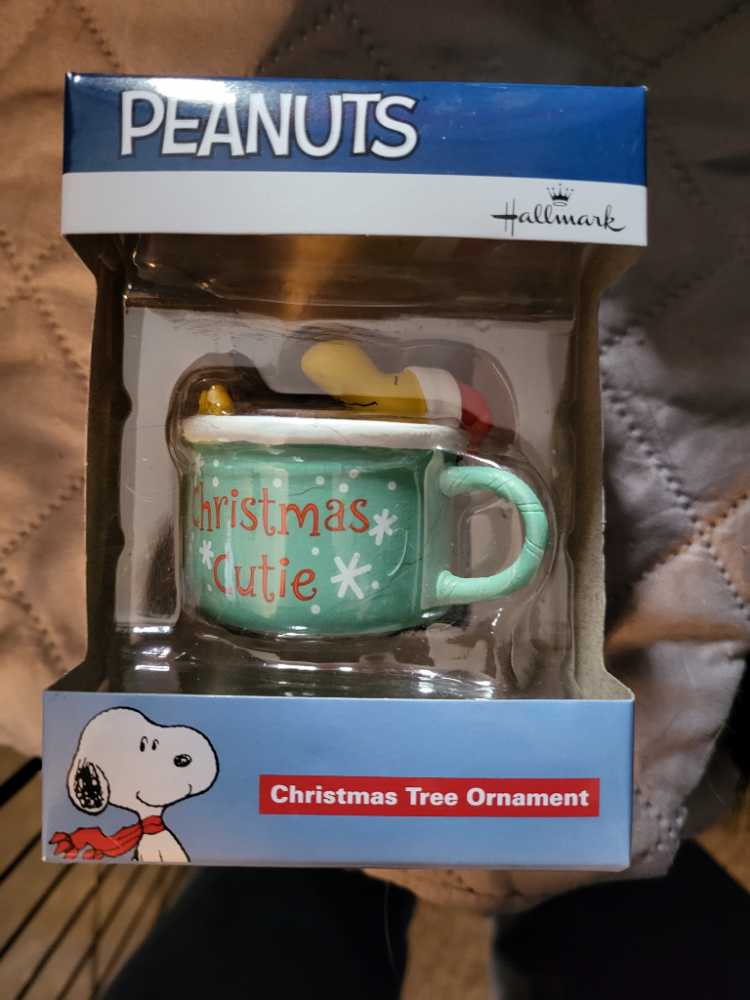 PEANUTS
Hallmark
Christmas
Cutie
Christmas Tree Ornament